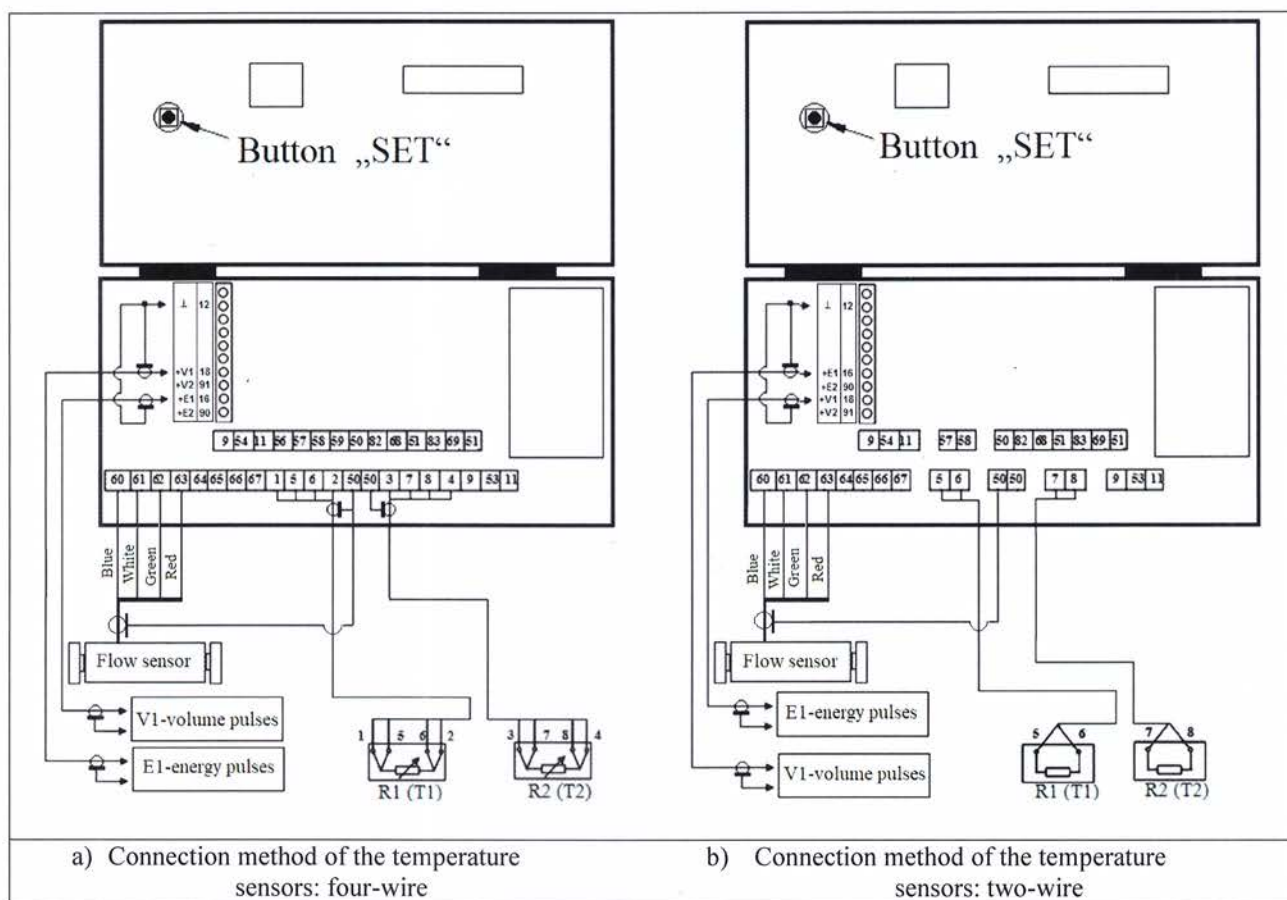 Button „SET“
⊥ 12
+V1 18
+V2 91
+E1 16
+E2 90
9 54 11 56 57 58 59 50 82 68 51 83 69 51
60 61 62 63 64 65 66 67 1 5 6 2 50 50 3 7 8 4 9 53 11
Blue
White
Green
Red
Flow sensor
V1-volume pulses
E1-energy pulses
1 5 6 2
R1 (T1)
3 7 8 4
R2 (T2)
a) Connection method of the temperature
sensors: four-wire
Button „SET“
⊥ 12
+E1 16
+E2 90
+V1 18
+V2 91
9 54 11 57 58 50 82 68 51 83 69 51
60 61 62 63 64 65 66 67 5 6 50 50 7 8 9 53 11
Blue
White
Green
Red
Flow sensor
E1-energy pulses
V1-volume pulses
5 6
R1 (T1)
7 8
R2 (T2)
b) Connection method of the temperature
sensors: two-wire